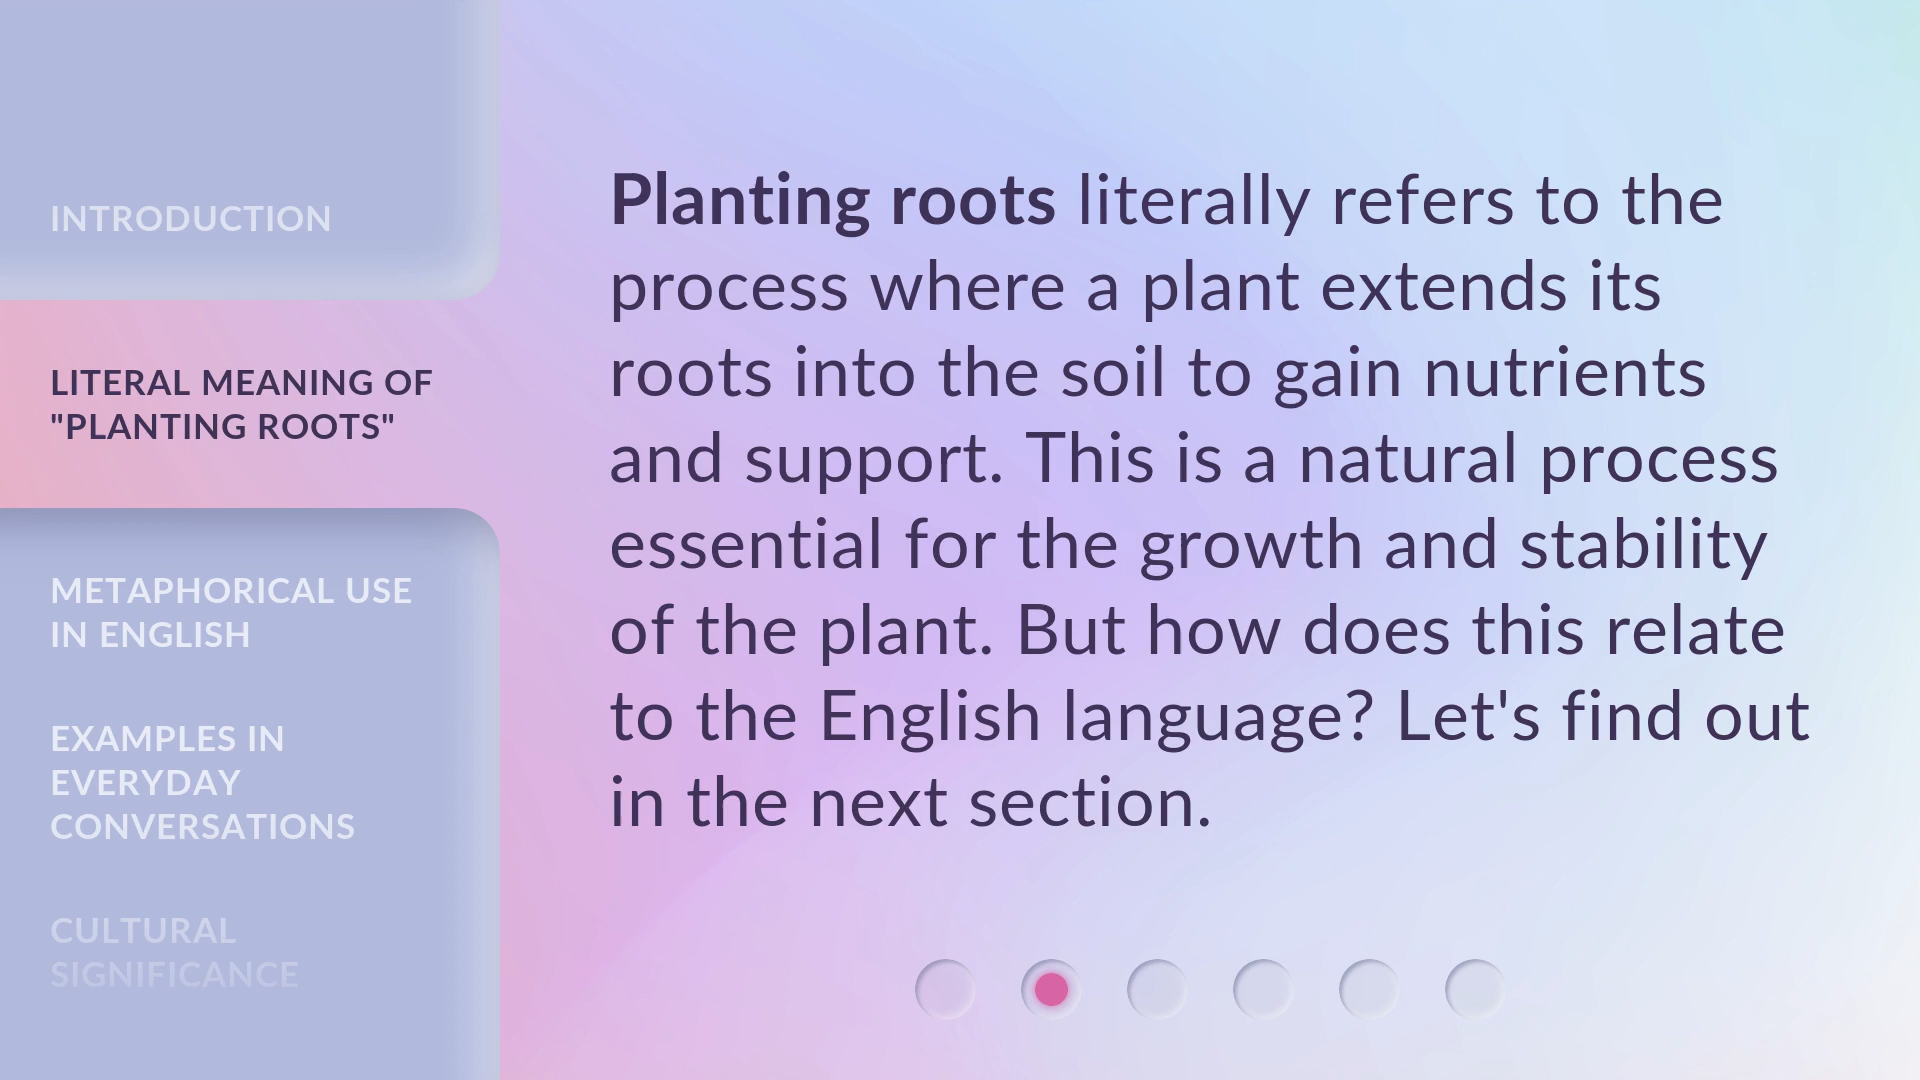 INTRODUCTION
LITERAL MEANING OF
"PLANTING ROOTS"
METAPHORICAL USE
IN ENGLISH
EXAMPLES IN
EVERYDAY
CONVERSATIONS
CULTURAL
SIGNIFICANCE
Planting roots literally refers to the
process where a plant extends its
roots into the soil to gain nutrients
and support. This is a natural process
essential for the growth and stability
of the plant. But how does this relate
to the English language? Let's find out
in the next section.